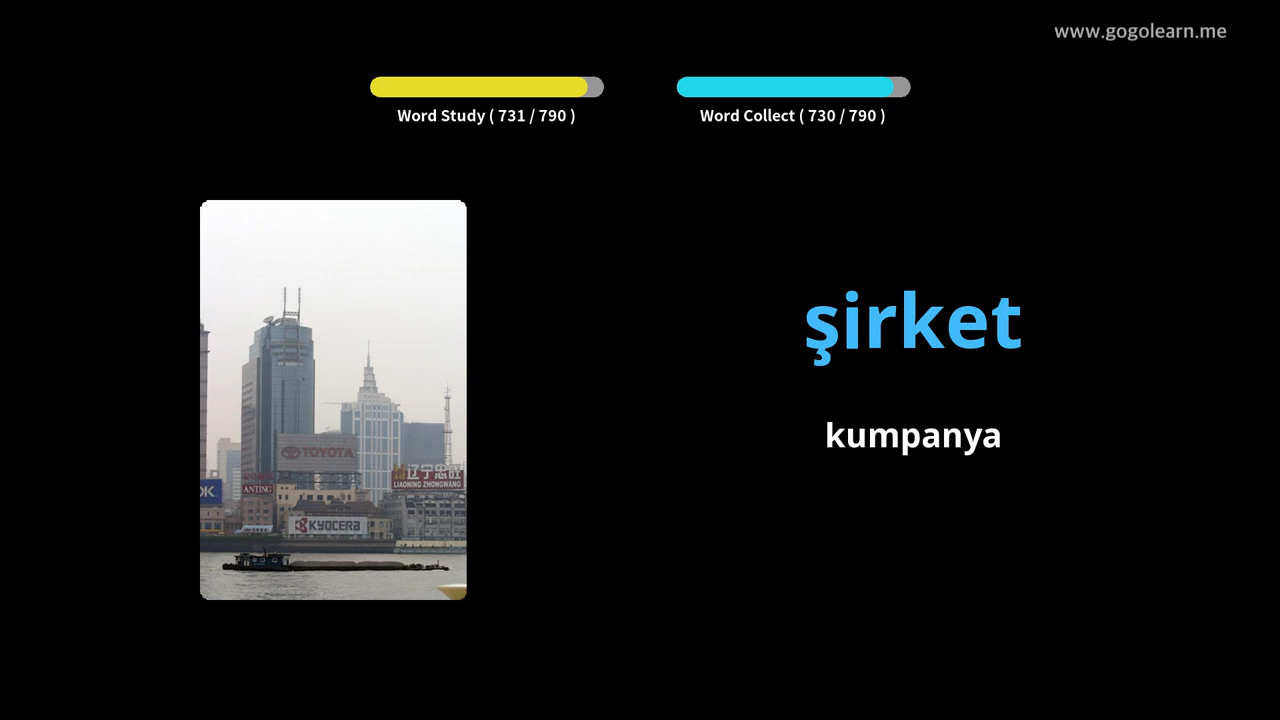 www.gogolearn.me
Word Study ( 731 / 790 )
Word Collect ( 730 / 790 )
şirket
kumpanya
TOYOTA
辽宁忠旺
LIAONING ZHONGWANG
OK
ANTING
KYOCERA